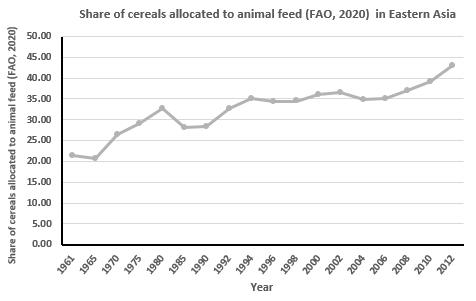 Share of cereals allocated to animal feed (FAO, 2020)  in Eastern Asia
Share of cereals allocated to animal feed (FAO, 2020)
50.00
45.00
40.00
35.00
30.00
25.00
20.00
15.00
10.00
5.00
0.00
1961 1965 1970 1975 1980 1985 1990 1992 1994 1996 1998 2000 2002 2004 2006 2008 2010 2012
Year